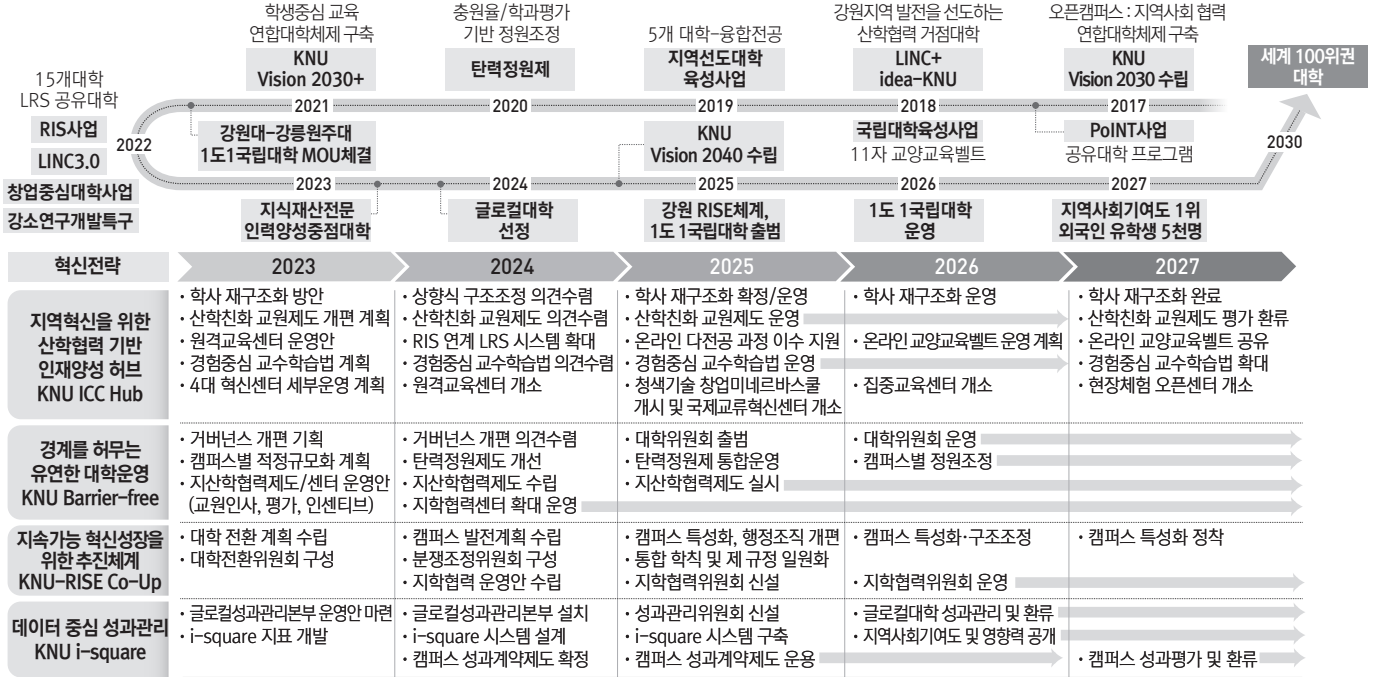 학생중심 교육
연합대학체제 구축
KNU
Vision 2030+
2021
충원율/학과평가
기반 정원조정
탄력정원제
2020
5개 대학-융합전공
지역선도대학
육성사업
2019
강원지역 발전을 선도하는
산학협력 거점대학
LINC+
idea-KNU
2018
오픈캠퍼스 : 지역사회 협력
연합대학체제 구축
KNU
Vision 2030 수립
2017
세계 100위권
대학
2030
15개대학
LRS 공유대학
RIS사업
LINC3.0
창업중심대학사업
강소연구개발특구
2022
강원대-강릉원주대
1도1국립대학 MOU체결
KNU
Vision 2040 수립
국립대학육성사업
11자 교양교육벨트
PoINT사업
공유대학 프로그램
2023
지식재산전문
인력양성중점대학
2024
글로컬대학
선정
2025
강원 RISE체계,
1도 1국립대학 출범
2026
1도 1국립대학
운영
2027
지역사회기여도 1위
외국인 유학생 5천명
혁신전략
2023
2024
2025
2026
2027
지역혁신을 위한
산학협력 기반
인재양성 허브
KNU ICC Hub
· 학사 재구조화 방안
· 산학친화 교원제도 개편 계획
· 원격교육센터 운영안
· 경험중심 교수학습법 계획
· 4대 혁신센터 세부운영 계획
· 상향식 구조조정 의견수렴
· 산학친화 교원제도 의견수렴
· RIS 연계 LRS 시스템 확대
· 경험중심 교수학습법 의견수렴
· 원격교육센터 개소
· 학사 재구조화 확정/운영
· 산학친화 교원제도 운영
· 온라인 다전공 과정 이수 지원
· 경험중심 교수학습법 운영
· 청색기술 창업미네르바스쿨
개시 및 국제교류혁신센터 개소
· 학사 재구조화 운영
· 온라인 교양교육벨트 운영 계획
· 집중교육센터 개소
· 학사 재구조화 완료
· 산학친화 교원제도 평가 환류
· 온라인 교양교육벨트 공유
· 경험중심 교수학습법 확대
· 현장체험 오픈센터 개소
경계를 허무는
유연한 대학운영
KNU Barrier-free
· 거버넌스 개편 기획
· 캠퍼스별 적정규모화 계획
· 지산학협력제도/센터 운영안
(교원인사, 평가, 인센티브)
· 거버넌스 개편 의견수렴
· 탄력정원제도 개선
· 지산학협력제도 수립
· 지학협력센터 확대 운영
· 대학위원회 출범
· 탄력정원제 통합운영
· 지산학협력제도 실시
· 대학위원회 운영
· 캠퍼스별 정원조정
지속가능 혁신성장을
위한 추진체계
KNU-RISE Co-Up
· 대학 전환 계획 수립
· 대학전환위원회 구성
· 캠퍼스 발전계획 수립
· 분쟁조정위원회 구성
· 지학협력 운영안 수립
· 캠퍼스 특성화, 행정조직 개편
· 통합 학칙 및 제 규정 일원화
· 지학협력위원회 신설
· 캠퍼스 특성화·구조조정
· 지학협력위원회 운영
· 캠퍼스 특성화 정착
데이터 중심 성과관리
KNU i-square
· 글로컬성과관리본부 운영안 마련
· i-square 지표 개발
· 글로컬성과관리본부 설치
· i-square 시스템 설계
· 캠퍼스 성과계약제도 확정
· 성과관리위원회 신설
· i-square 시스템 구축
· 캠퍼스 성과계약제도 운용
· 글로컬대학 성과관리 및 환류
· 지역사회기여도 및 영향력 공개
· 캠퍼스 성과평가 및 환류